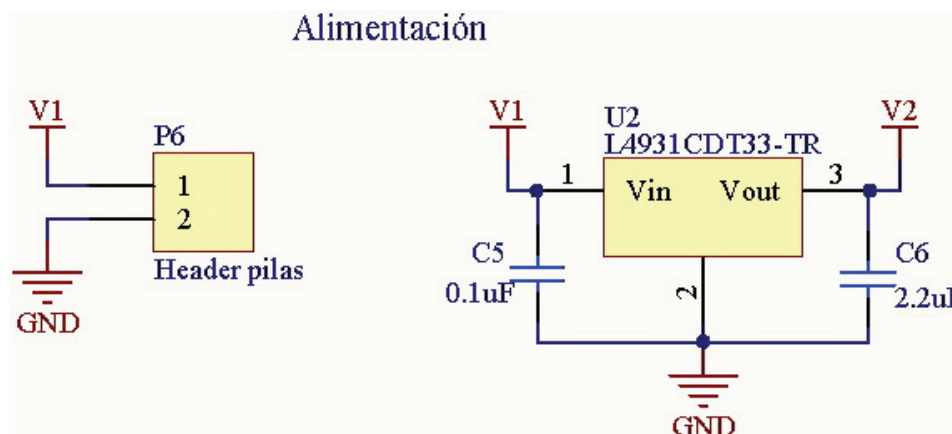 Alimentación
V1
P6
1
2
Header pilas
GND
V1
U2
L4931CDT33-TR
V2
1
Vin
Vout
3
C5
0.1uF
2
C6
2.2u
GND